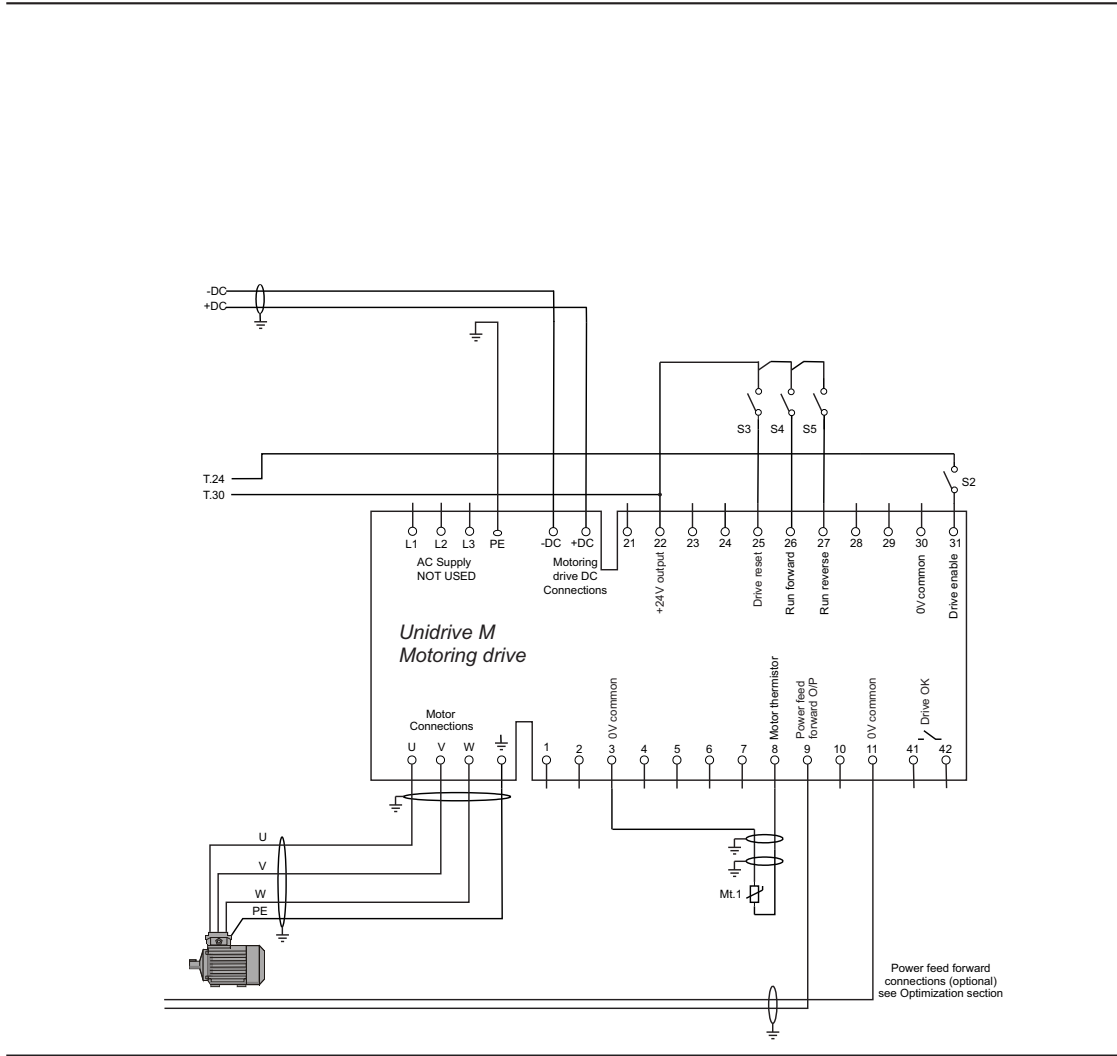 -DC
+DC
S3 S4 S5
T.24
T.30
S2
L1 L2 L3 PE -DC +DC 21 22 23 24 25 26 27 28 29 30 31
AC Supply
NOT USED
Motoring
drive DC
Connections
+24V output
Drive reset
Run forward
Run reverse
0V common
Drive enable
Unidrive M
Motoring drive
Motor
Connections
0V common
Motor thermistor
Power feed
forward O/P
0V common
Drive OK
U V W 1 2 3 4 5 6 7 8 9 10 11 41 42
U
V
W
PE
Mt.1
Power feed forward
connections (optional)
see Optimization section